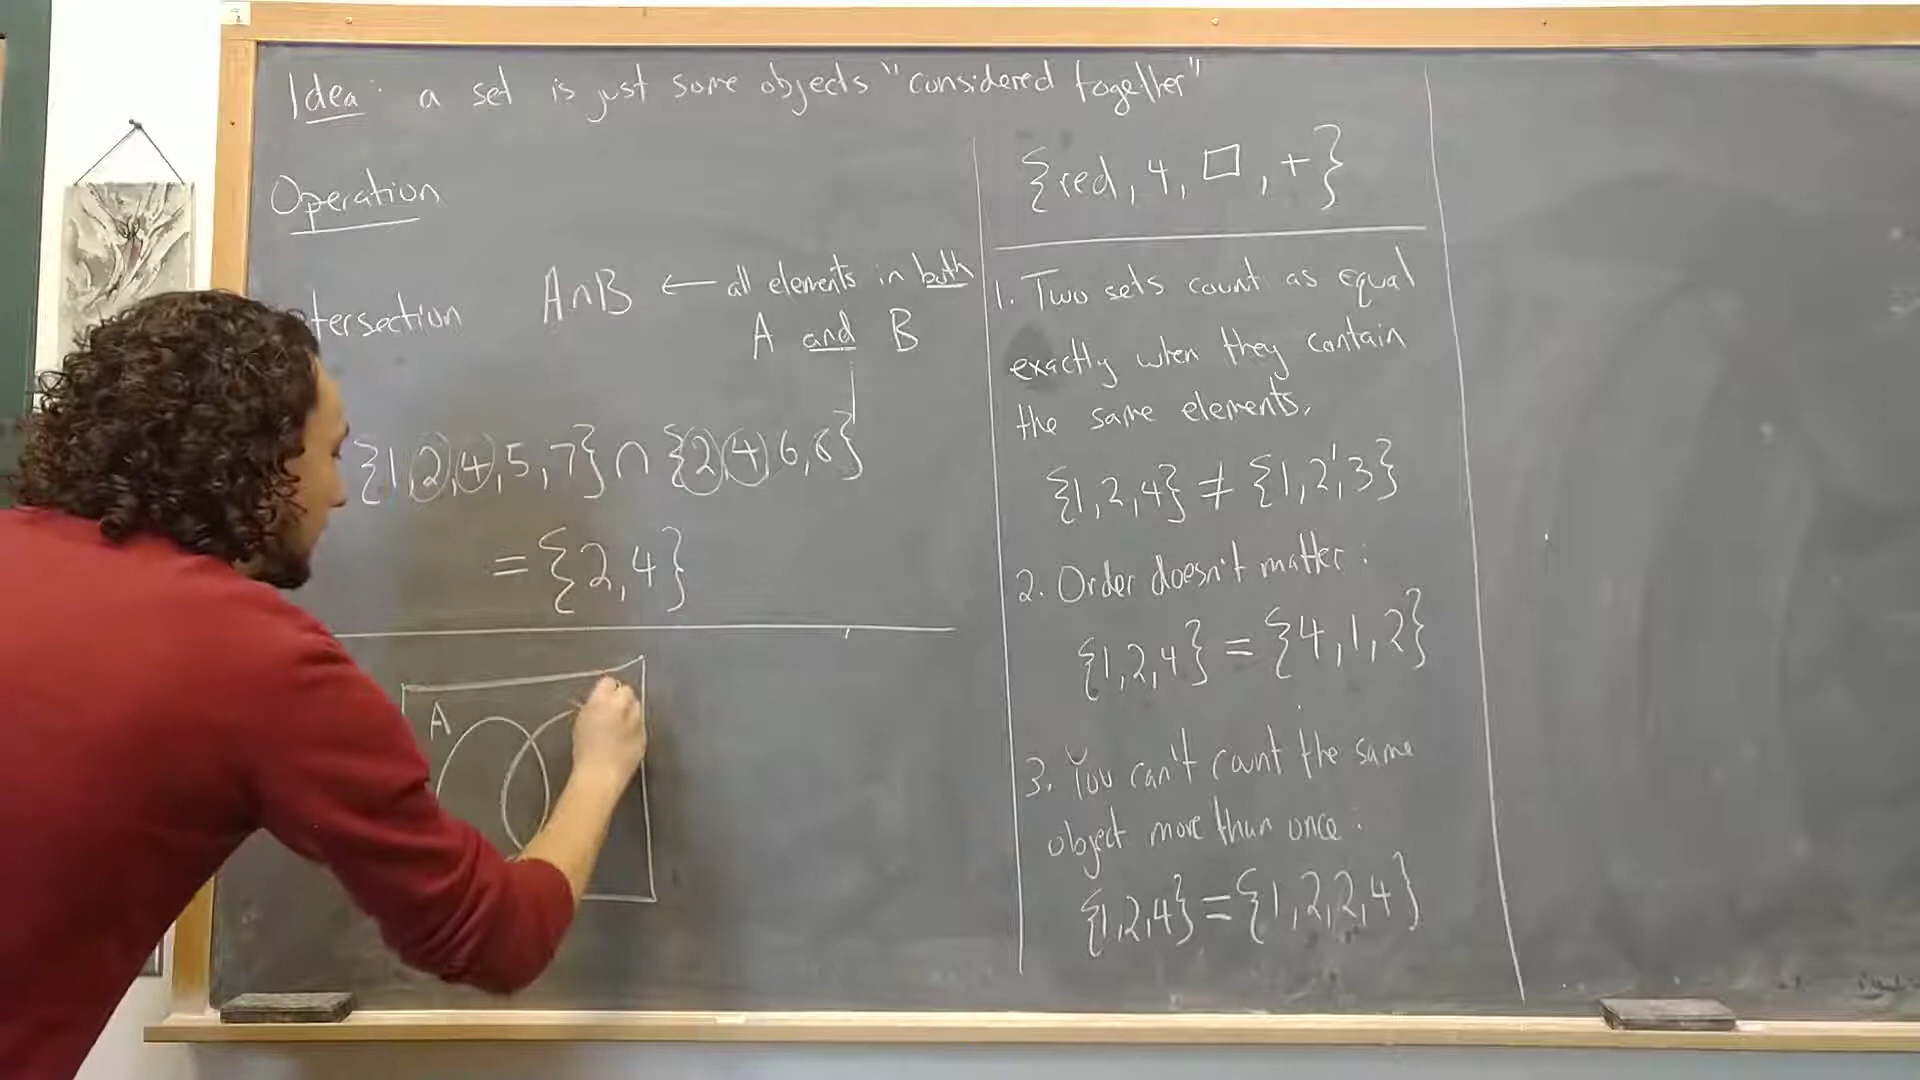 Idea: a set is just some objects "considered together"
Operation
tersection A∩B ← all elements in both
A and B
{1,2,4,5,7} ∩ {2 4 6,8}
= {2,4}
A
{red, 4, □, +}
1. Two sets count as equal
exactly when they contain
the same elements.
{1,2,4} ≠ {1,2,3}
2. Order doesn't matter:
{1,2,4} = {4,1,2}
3. You can't count the same
object more than once:
{1,2,4} = {1,2,2,4}